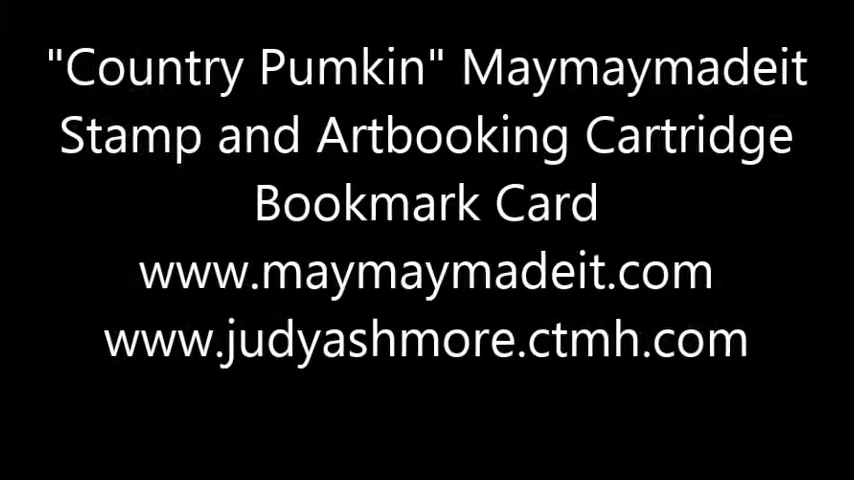 "Country Pumkin" Maymaymadeit
Stamp and Artbooking Cartridge
Bookmark Card
www.maymaymadeit.com
www.judyashmore.ctmh.com